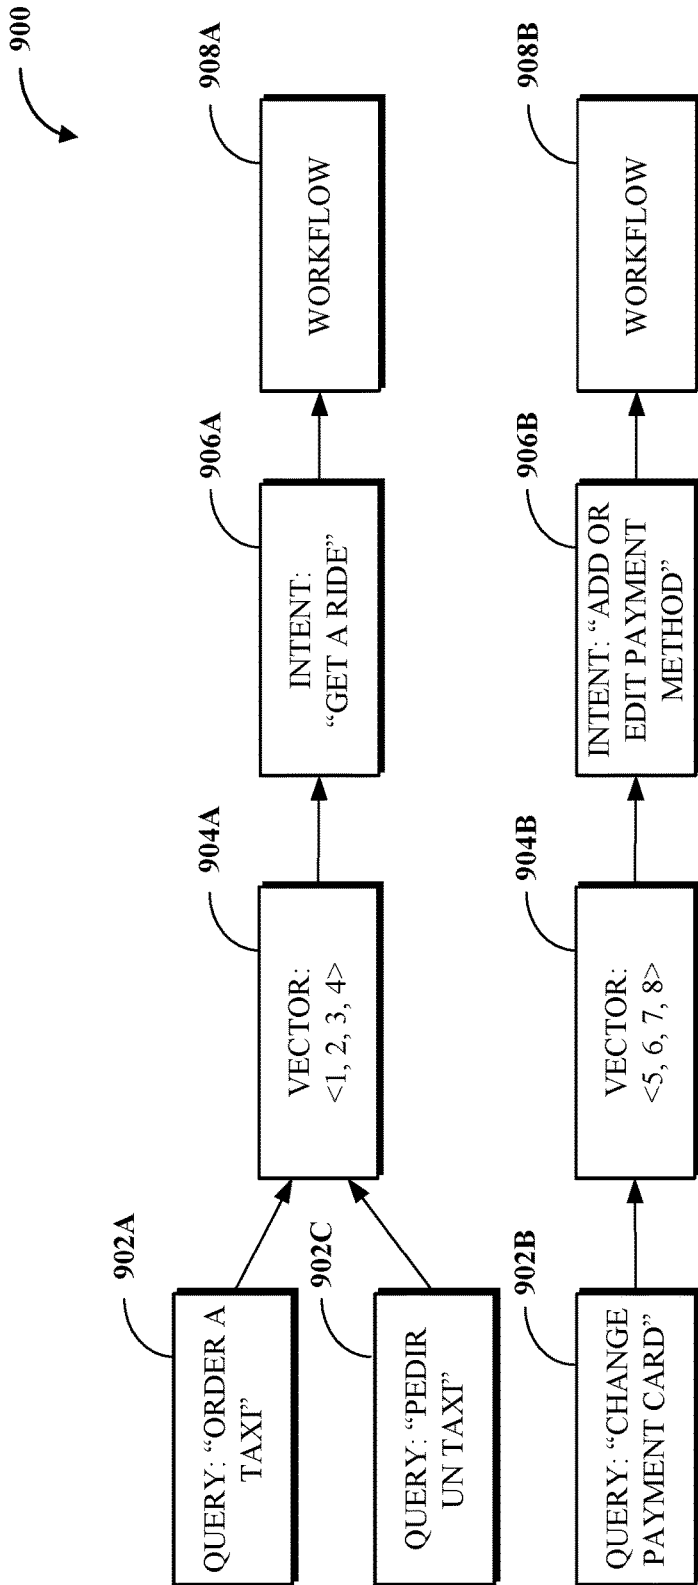 900
902A
QUERY: “ORDER A
TAXI”
902C
QUERY: “PEDIR
UN TAXI”
904A
VECTOR:
<1, 2, 3, 4>
906A
INTENT:
“GET A RIDE”
908A
WORKFLOW
902B
QUERY: “CHANGE
PAYMENT CARD”
904B
VECTOR:
<5, 6, 7, 8>
906B
INTENT: “ADD OR
EDIT PAYMENT
METHOD”
908B
WORKFLOW